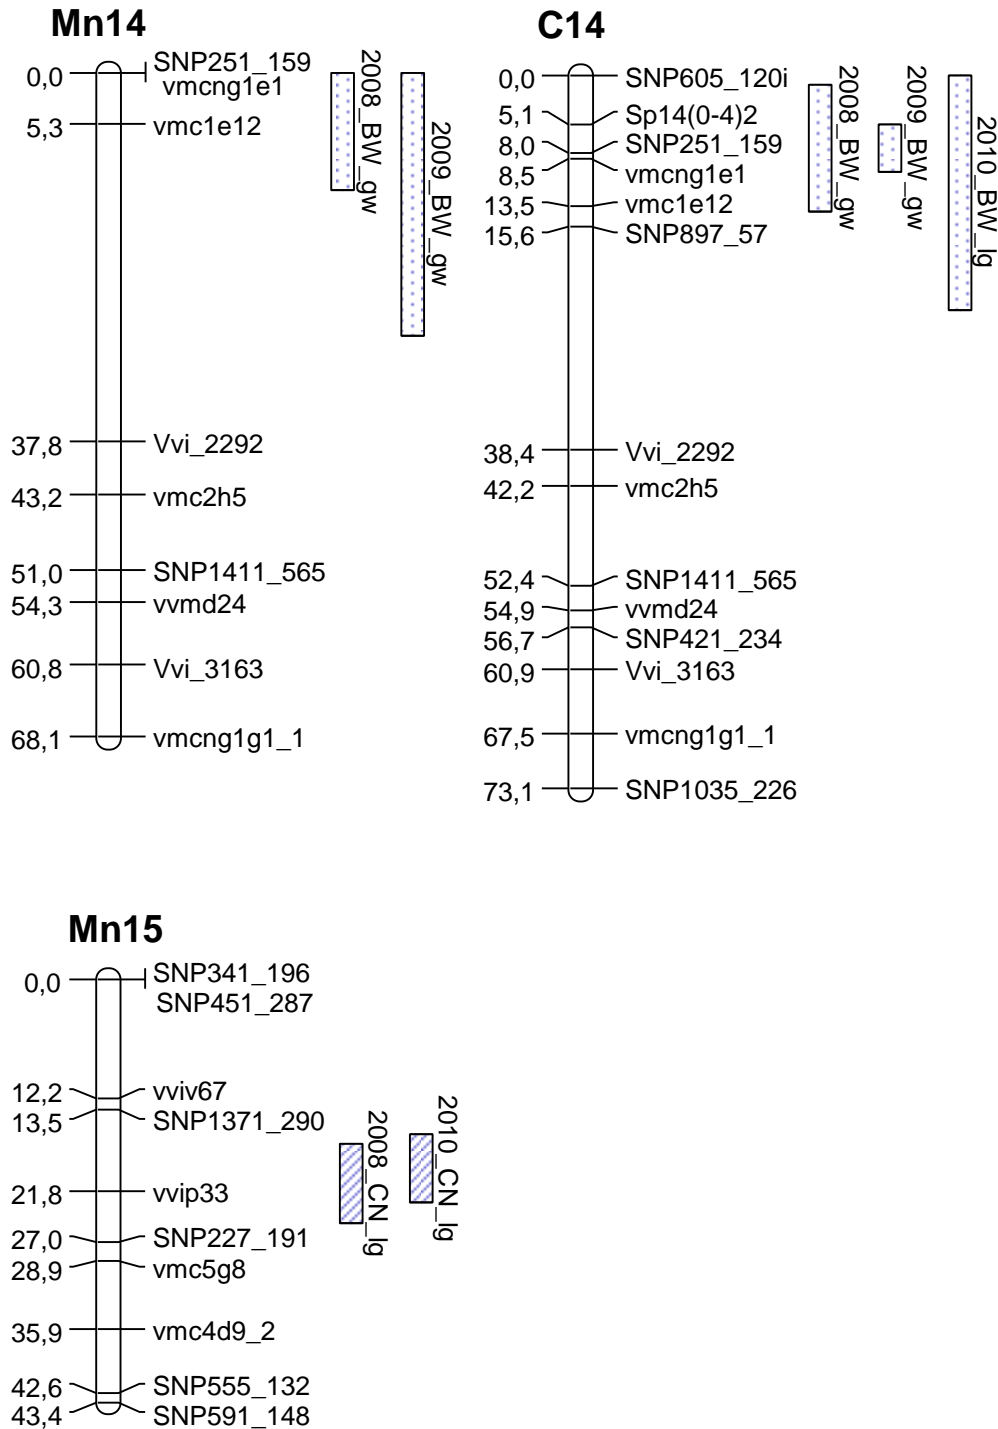 Mn14
0,0 SNP251_159
vmcng1e1
5,3 vmc1e12
37,8 Vvi_2292
43,2 vmc2h5
51,0 SNP1411_565
54,3 vvmd24
60,8 Vvi_3163
68,1 vmcng1g1_1
2008_BW_gw
2009_BW_gw
C14
0,0 SNP605_120i
5,1 Sp14(0-4)2
8,0 SNP251_159
8,5 vmcng1e1
13,5 vmc1e12
15,6 SNP897_57
38,4 Vvi_2292
42,2 vmc2h5
52,4 SNP1411_565
54,9 vvmd24
56,7 SNP421_234
60,9 Vvi_3163
67,5 vmcng1g1_1
73,1 SNP1035_226
2008_BW_gw
2009_BW_gw
2010_BW_lg
Mn15
0,0 SNP341_196
SNP451_287
12,2 vviv67
13,5 SNP1371_290
21,8 vvip33
27,0 SNP227_191
28,9 vmc5g8
35,9 vmc4d9_2
42,6 SNP555_132
43,4 SNP591_148
2008_CN_lg
2010_CN_lg